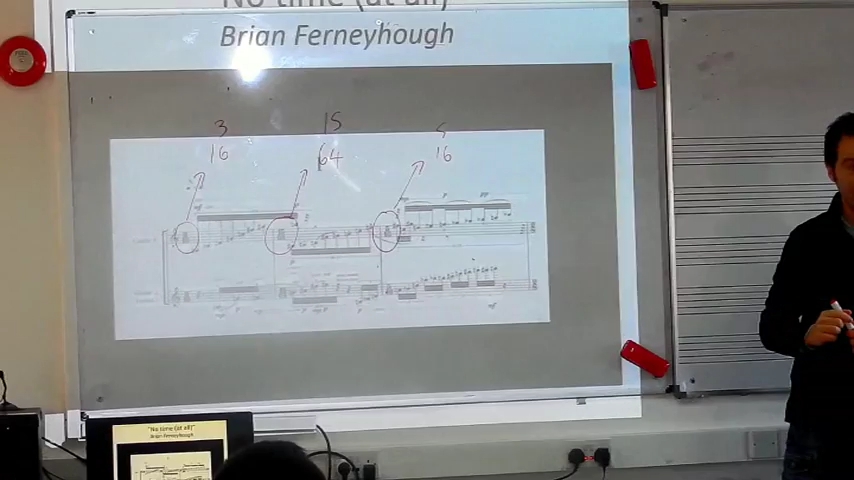 No time (at all)
Brian Ferneyhough
3 15 5
16 64 16
"No time (at all)"
Brian Ferneyhough